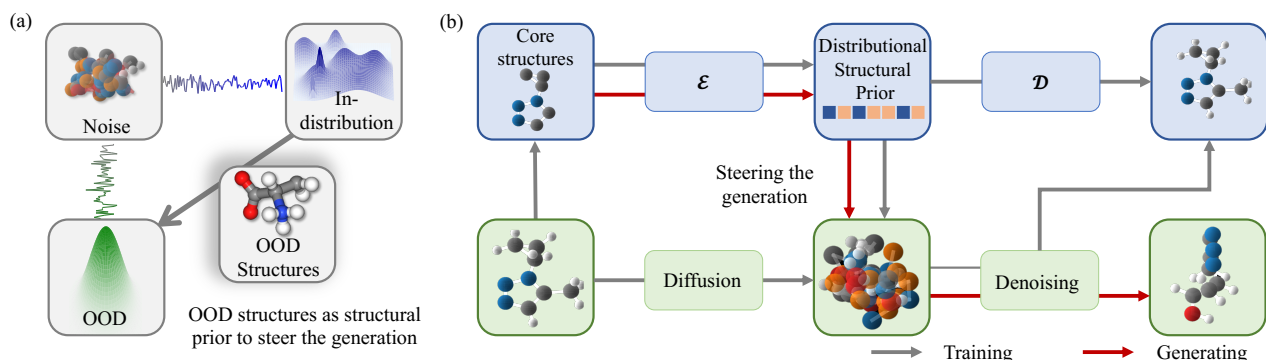 (a)
Noise
In-
distribution
OOD
Structures
OOD
OOD structures as structural
prior to steer the generation
(b)
Core
structures
ℰ
Distributional
Structural
Prior
𝒟
Steering the
generation
Diffusion
Denoising
Training
Generating